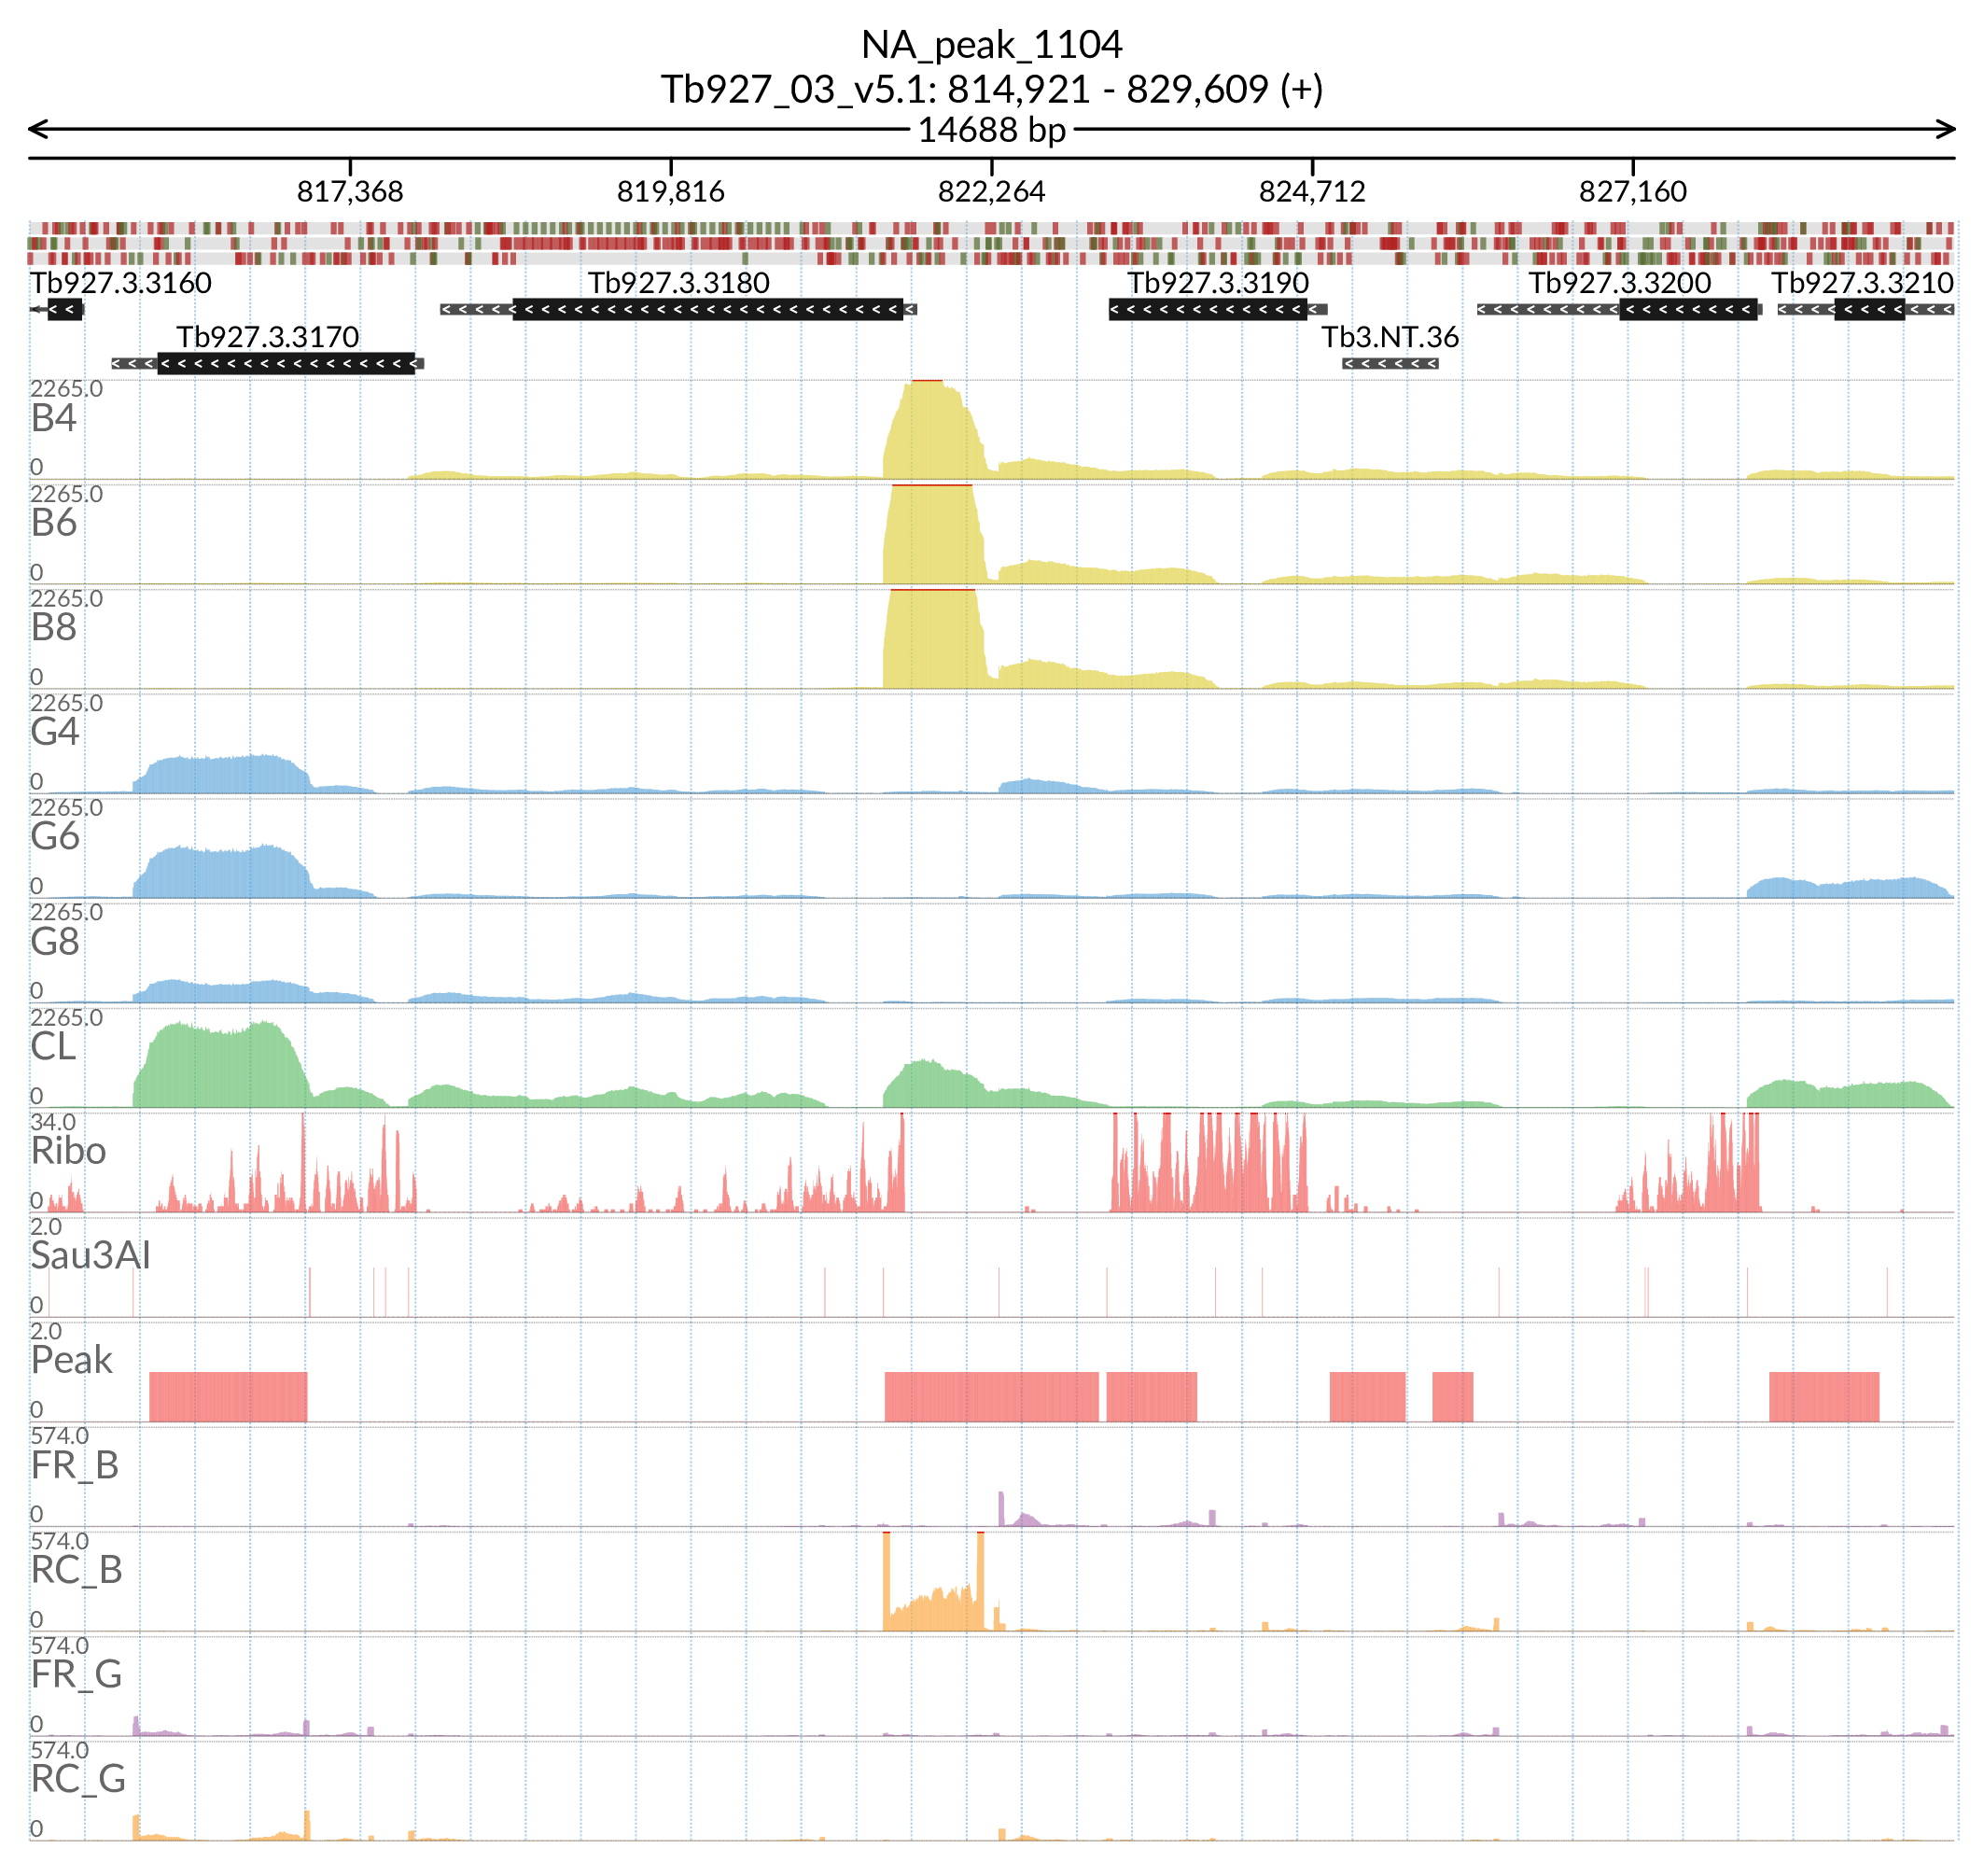 NA_peak_1104
Tb927_03_v5.1: 814,921 - 829,609 (+)
14688 bp
817,368 819,816 822,264 824,712 827,160
Tb927.3.3160 Tb927.3.3180 Tb927.3.3190 Tb927.3.3200 Tb927.3.3210
Tb927.3.3170 Tb3.NT.36
2265.0
B4
0
2265.0
B6
0
2265.0
B8
0
2265.0
G4
0
2265.0
G6
0
2265.0
G8
0
2265.0
CL
0
34.0
Ribo
0
2.0
Sau3AI
0
2.0
Peak
0
574.0
FR_B
0
574.0
RC_B
0
574.0
FR_G
0
574.0
RC_G
0